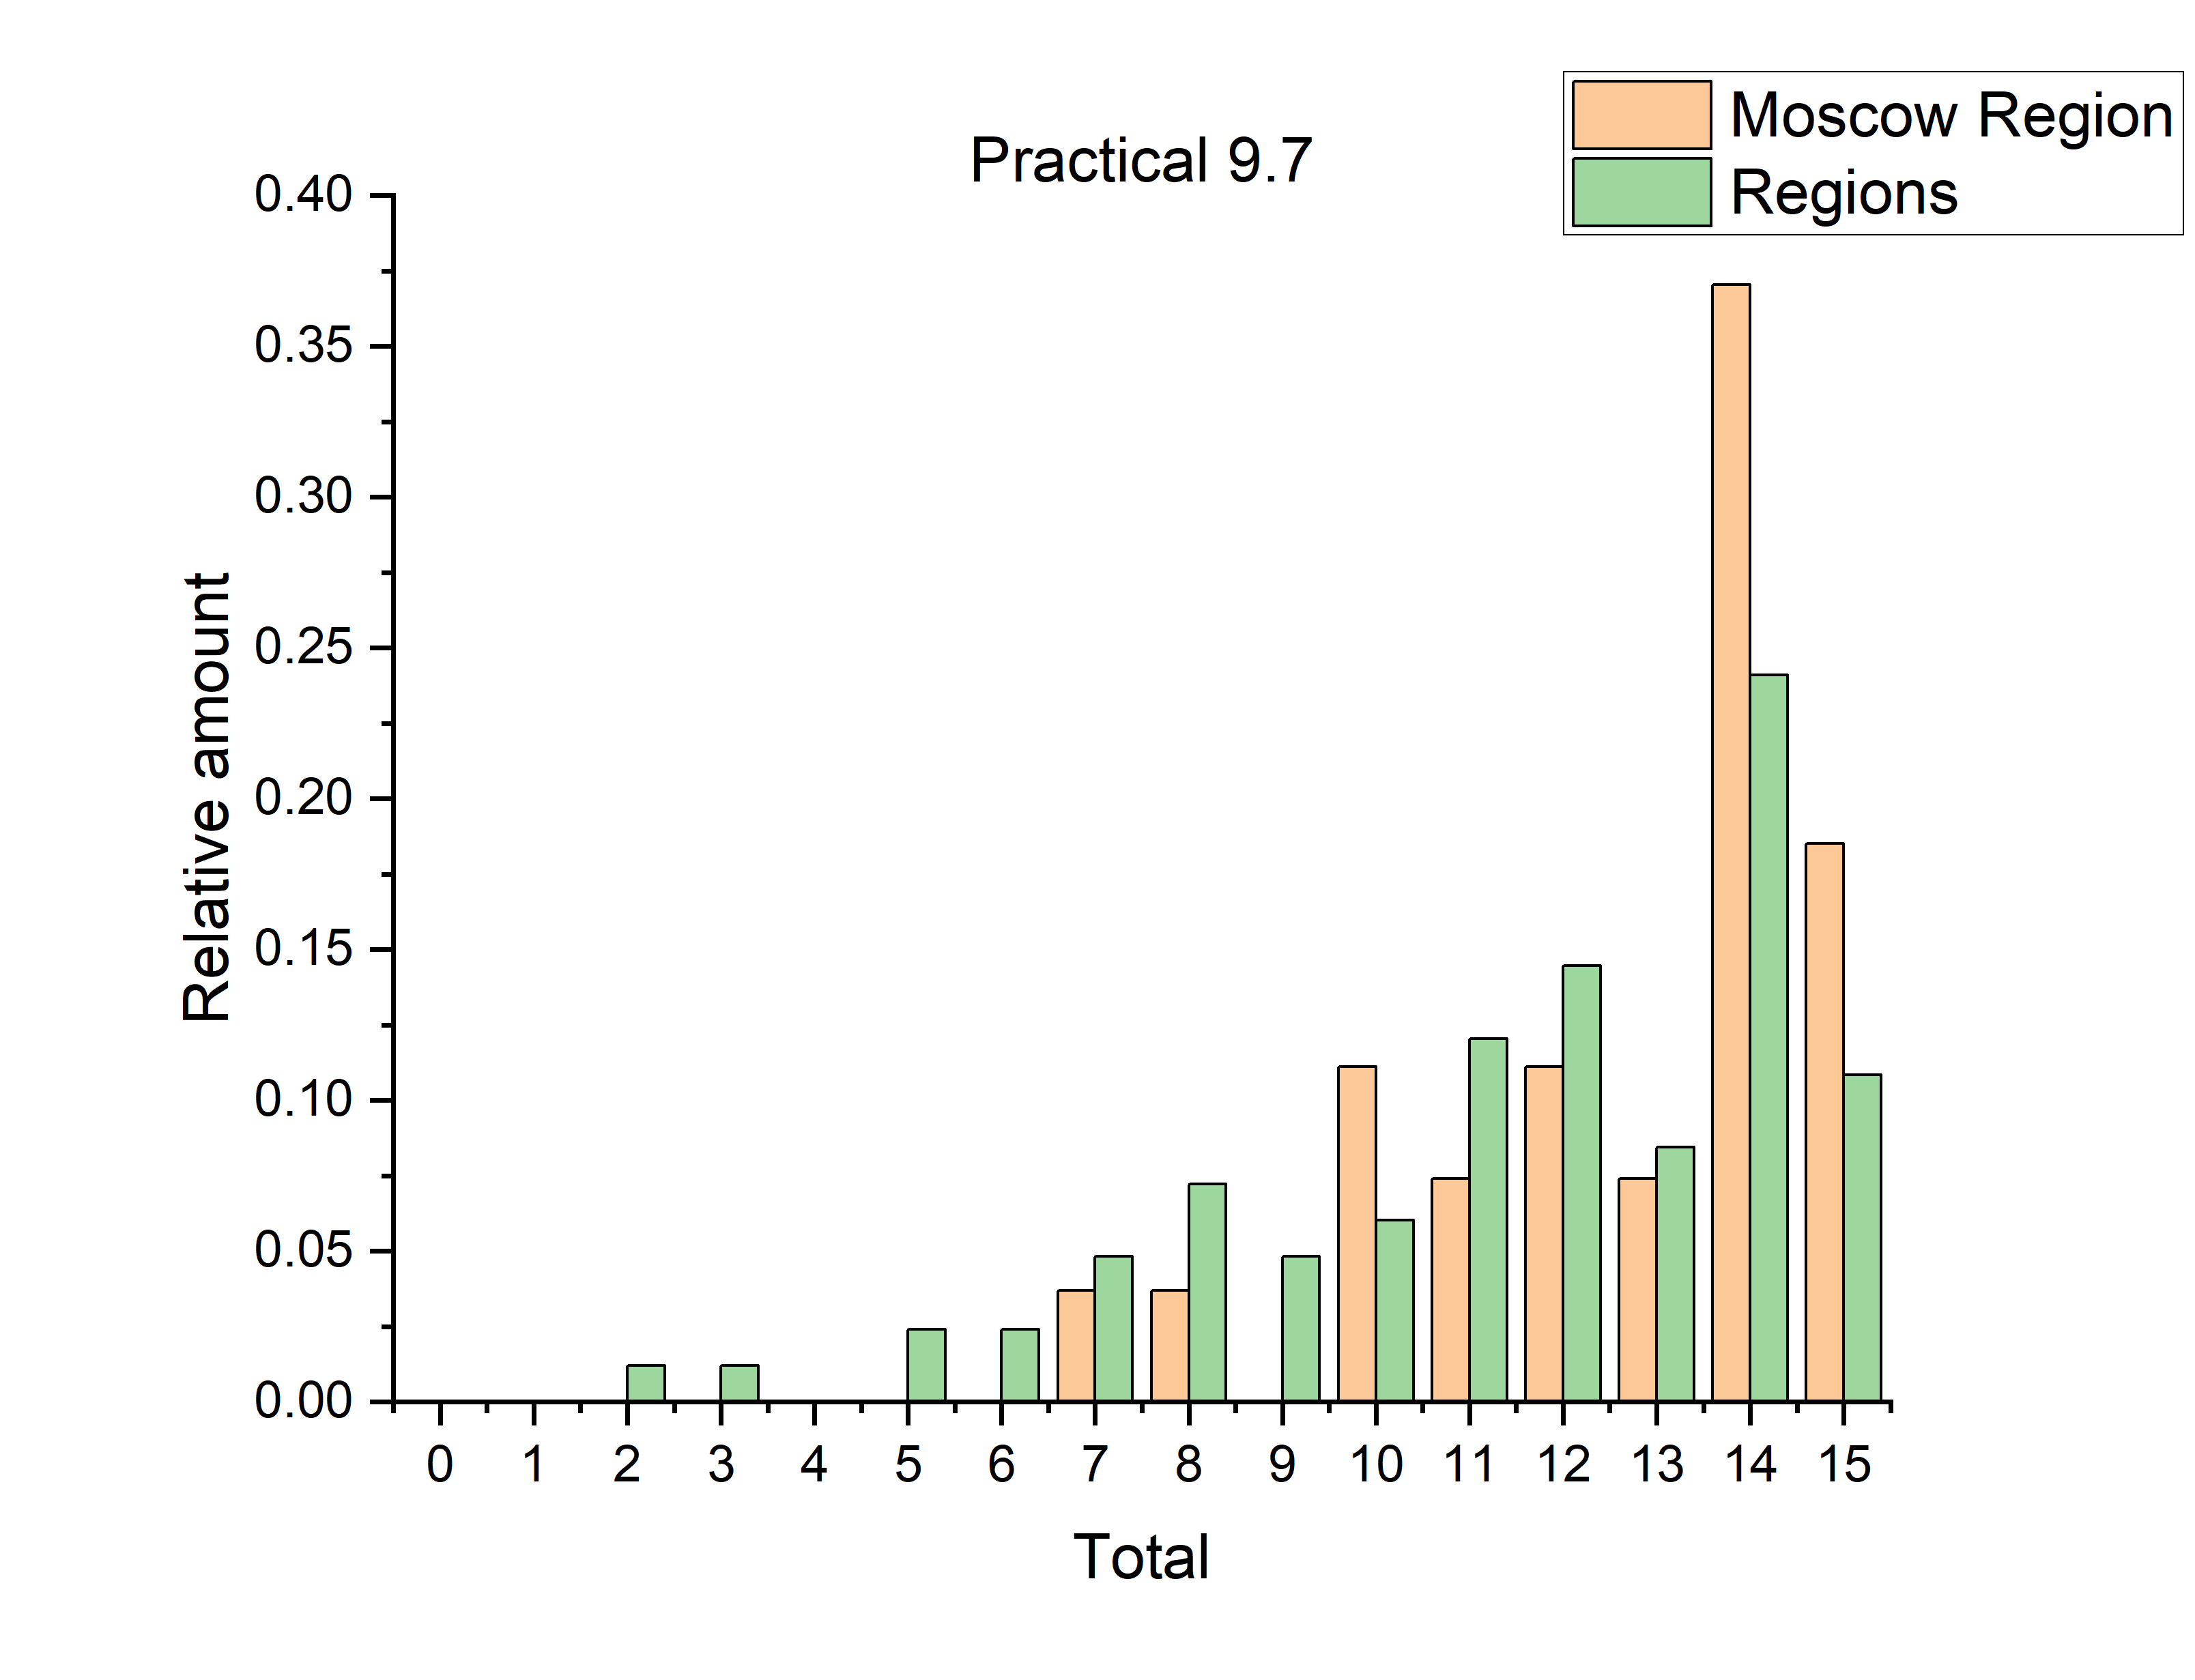 Moscow Region
Regions
Practical 9.7
Relative amount
0.40
0.35
0.30
0.25
0.20
0.15
0.10
0.05
0.00
0 1 2 3 4 5 6 7 8 9 10 11 12 13 14 15
Total